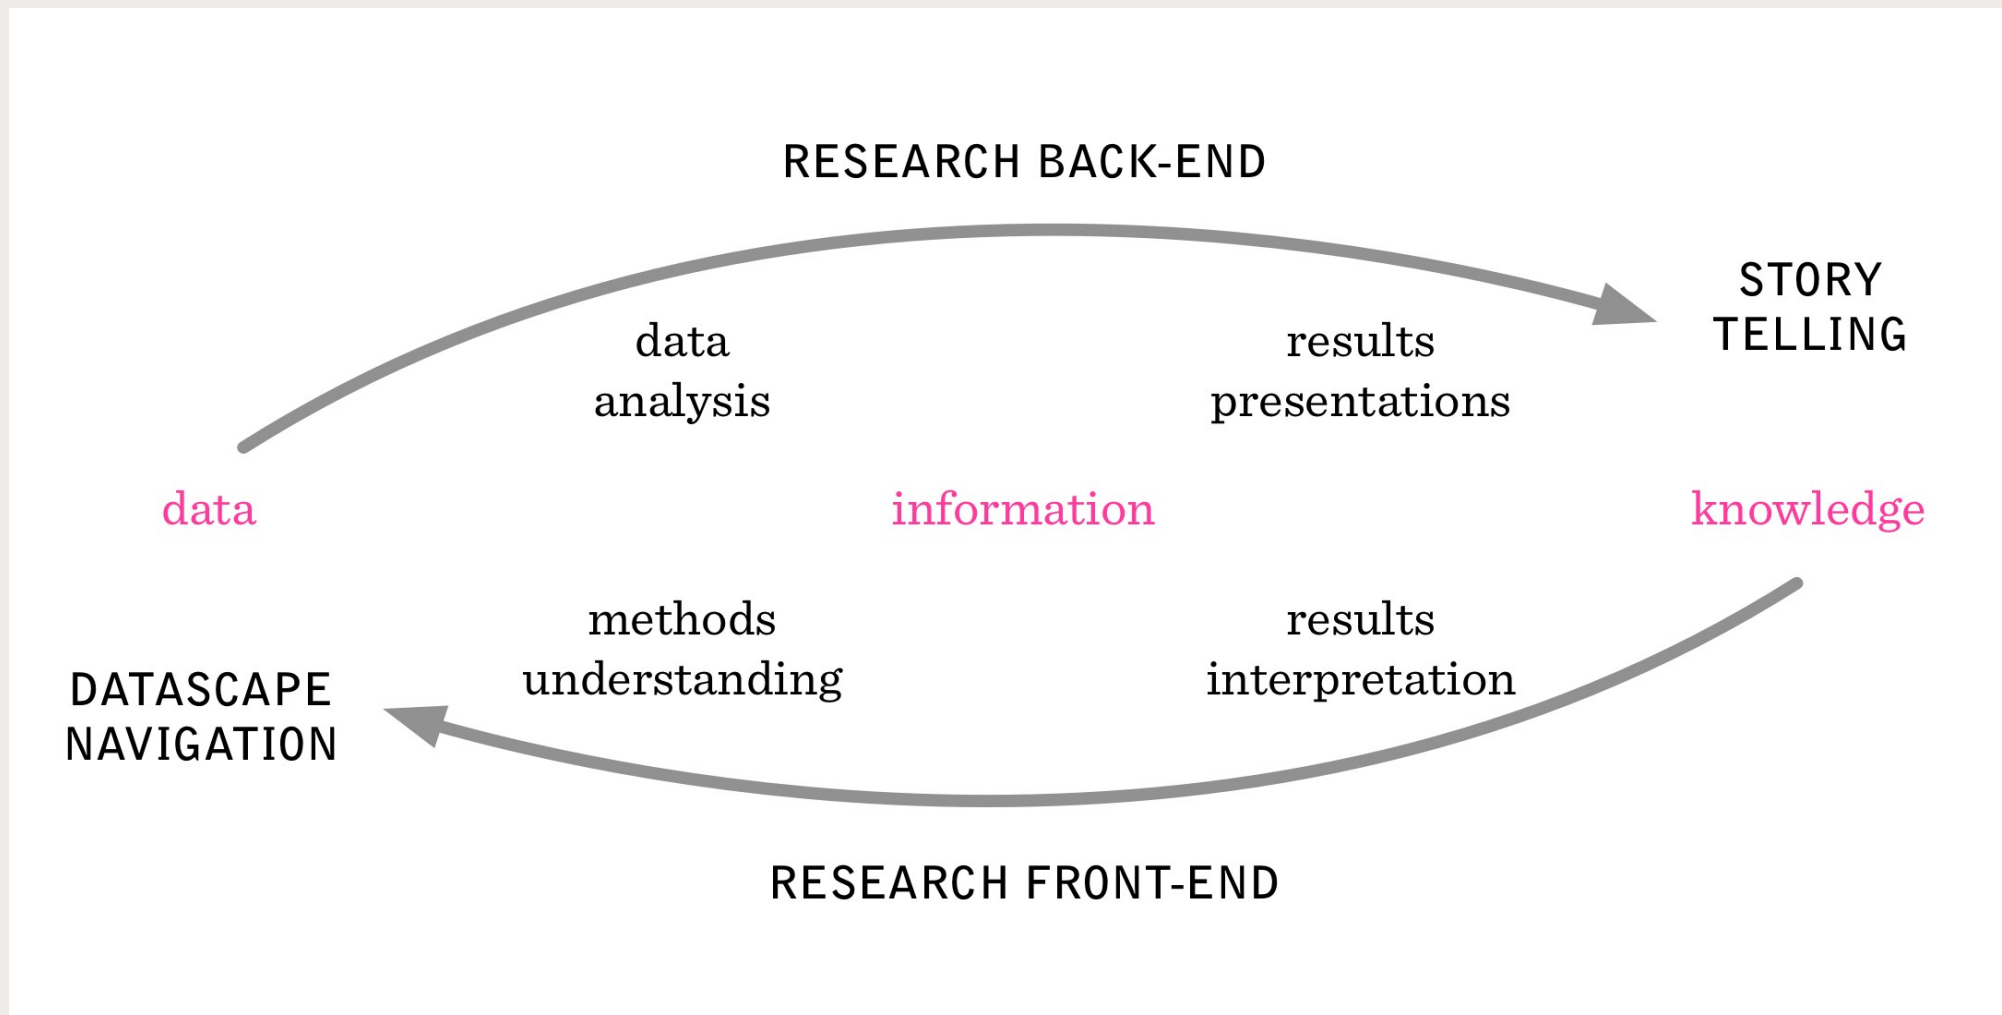 RESEARCH BACK-END
STORY
TELLING
data
analysis
results
presentations
data
information
knowledge
methods
understanding
results
interpretation
DATASCAPE
NAVIGATION
RESEARCH FRONT-END